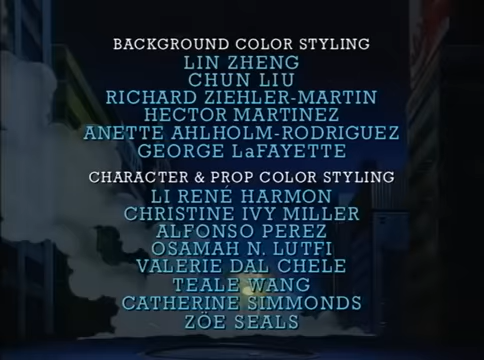 BACKGROUND COLOR STYLING
LIN ZHENG
CHUN LIU
RICHARD ZIEHLER-MARTIN
HECTOR MARTINEZ
ANETTE AHLHOLM-RODRIGUEZ
GEORGE LaFAYETTE
CHARACTER & PROP COLOR STYLING
LI RENÉ HARMON
CHRISTINE IVY MILLER
ALFONSO PEREZ
OSAMAH N. LUTFI
VALERIE DAL CHELE
TEALE WANG
CATHERINE SIMMONDS
ZÖE SEALS